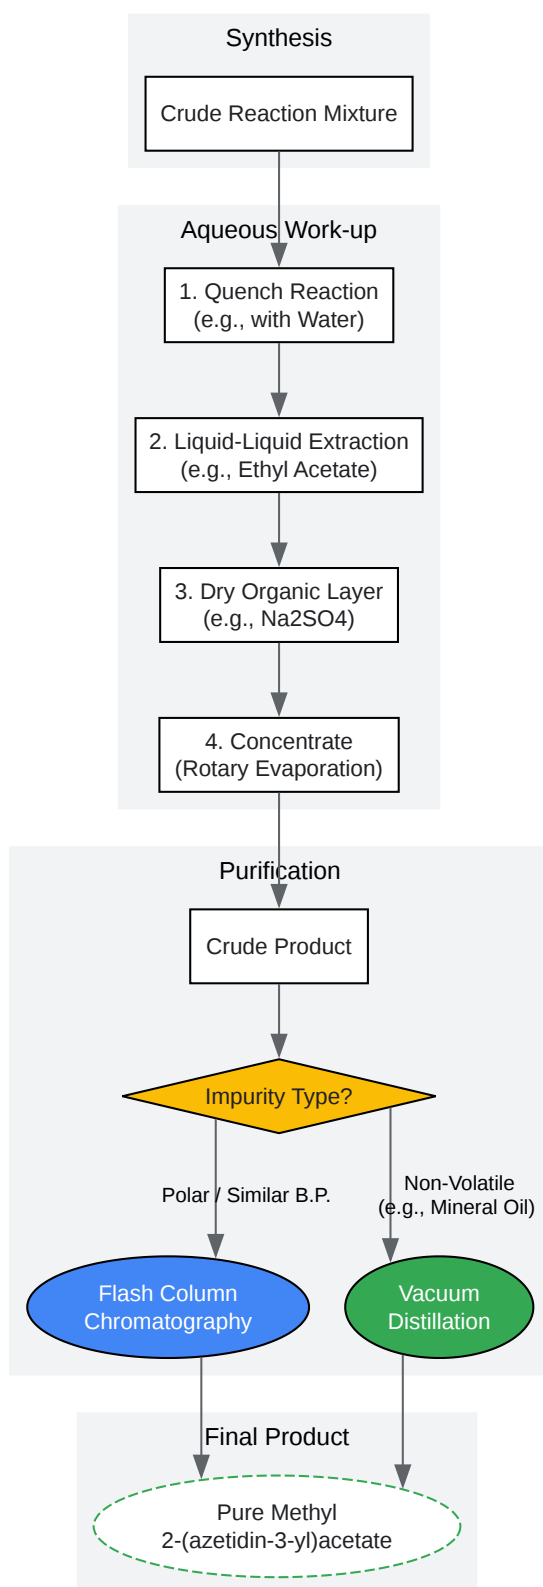 Synthesis
Crude Reaction Mixture
Aqueous Work-up
1. Quench Reaction
(e.g., with Water)
2. Liquid-Liquid Extraction
(e.g., Ethyl Acetate)
3. Dry Organic Layer
(e.g., Na2SO4)
4. Concentrate
(Rotary Evaporation)
Purification
Crude Product
Impurity Type?
Polar / Similar B.P.
Non-Volatile
(e.g., Mineral Oil)
Flash Column
Chromatography
Vacuum
Distillation
Final Product
Pure Methyl
2-(azetidin-3-yl)acetate